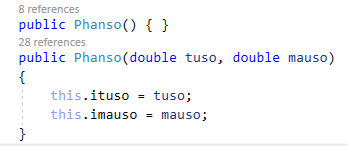 8 references
public Phanso() { }
28 references
public Phanso(double tuso, double mauso)
{
this.ituso = tuso;
this.imauso = mauso;
}